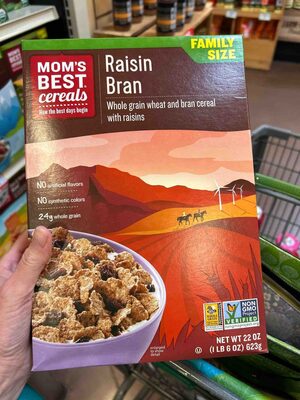 FAMILY
SIZE
MOM'S
BEST
cereals
How the best days begin
Raisin
Bran
Whole grain wheat and bran cereal
with raisins
NO artificial flavors
NO synthetic colors
24g whole grain
NON
GMO
Project
VERIFIED
enlarged to show detail
NET WT 22 OZ
(1 LB 6 OZ) 623g